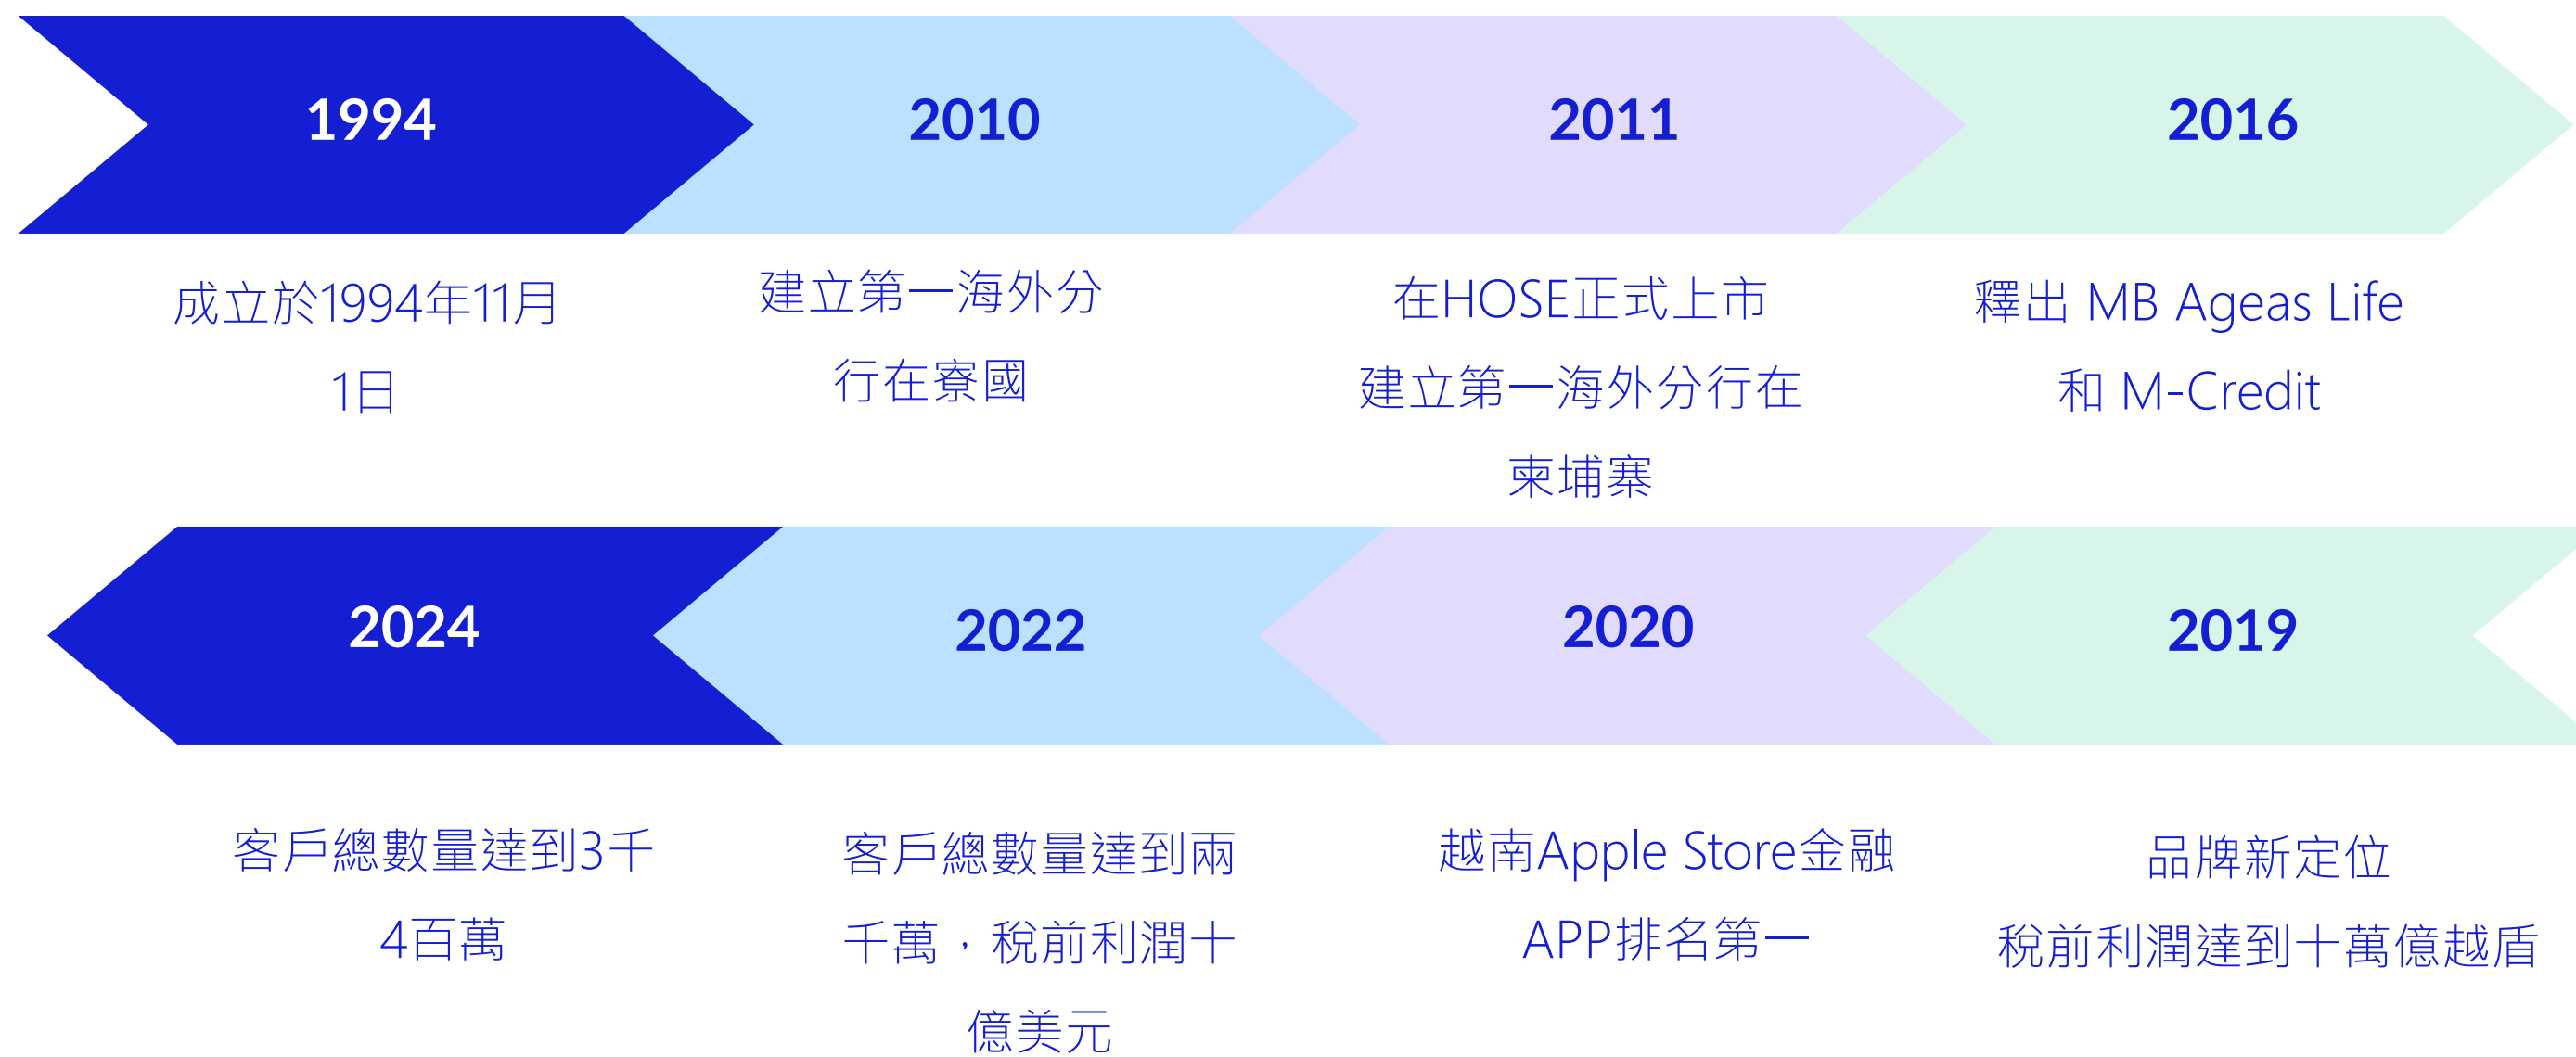 1994
2010
2011
2016
成立於1994年11月
1日
建立第一海外分
行在寮國
在HOSE正式上市
建立第一海外分行在
柬埔寨
釋出 MB Ageas Life
和 M-Credit
2024
2022
2020
2019
客戶總數量達到3千
4百萬
客戶總數量達到兩
千萬，稅前利潤十
億美元
越南Apple Store金融
APP排名第一
品牌新定位
稅前利潤達到十萬億越盾